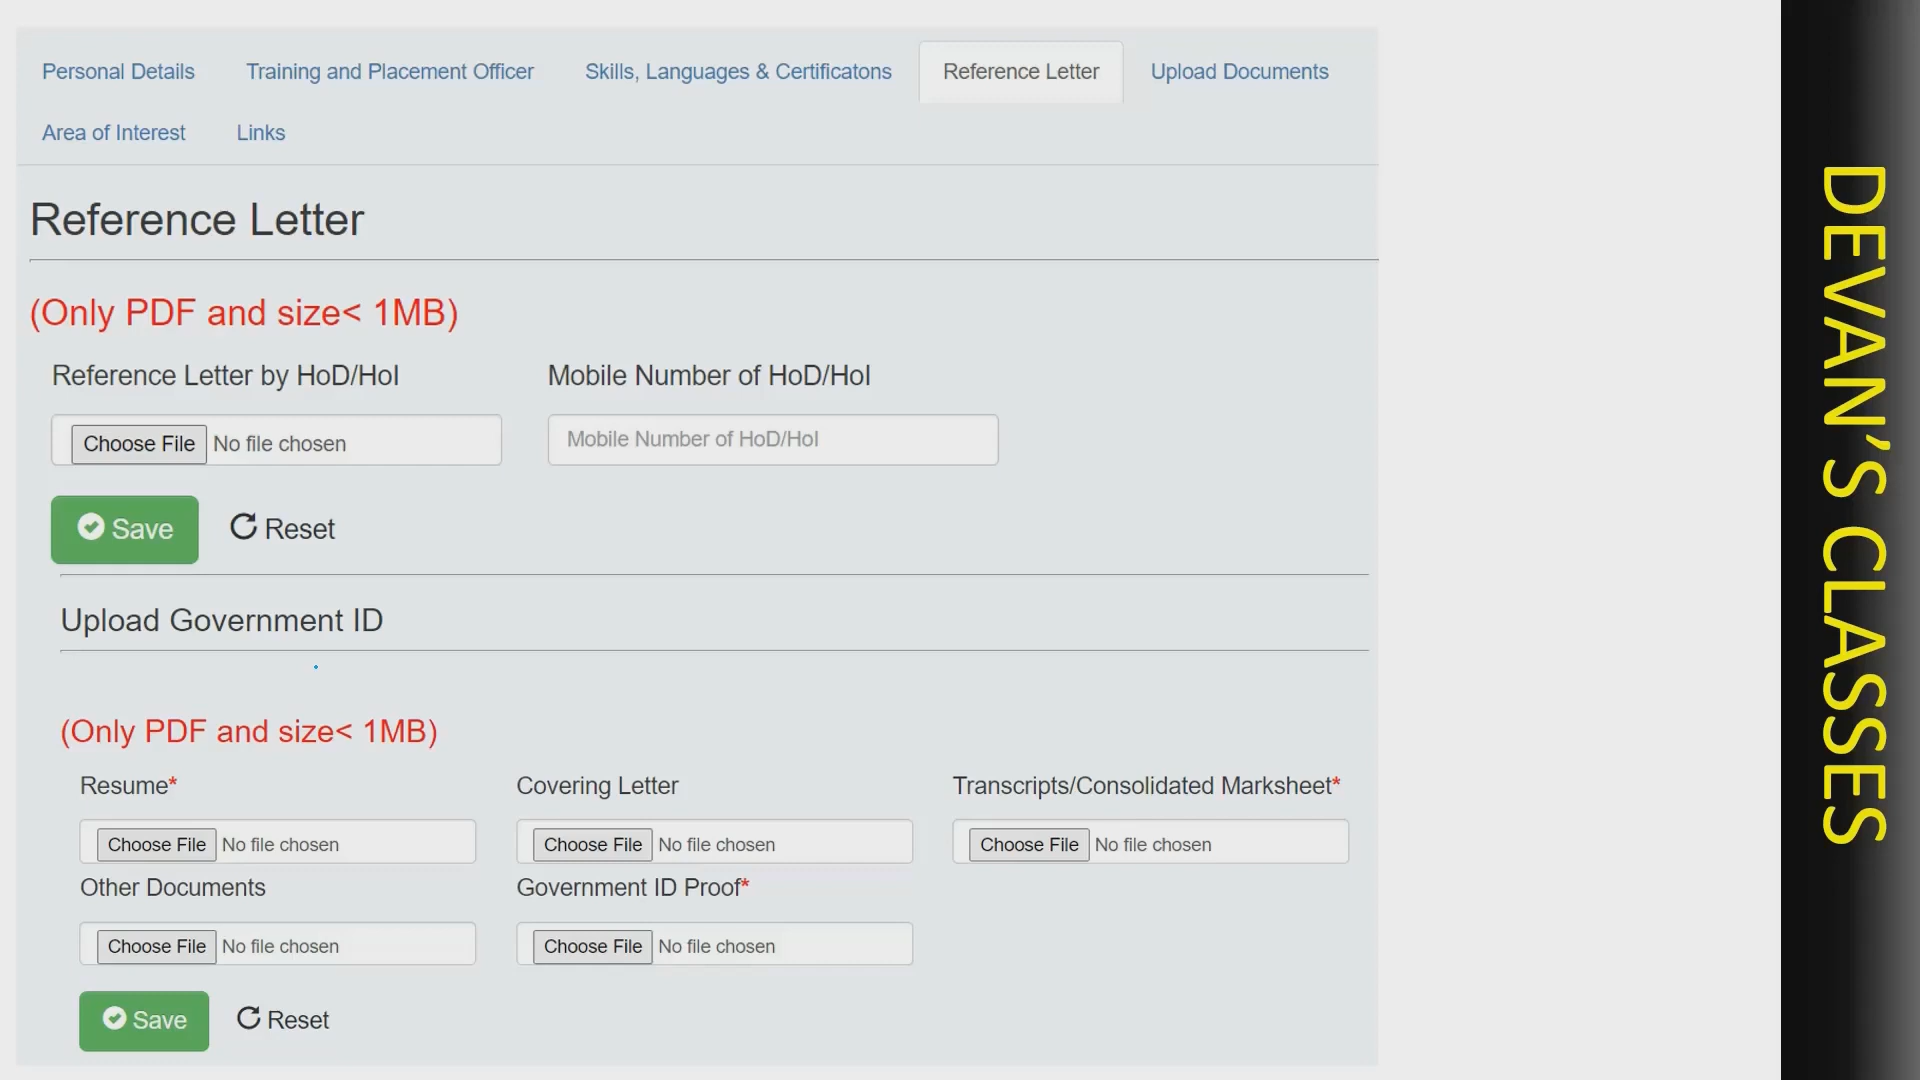 Personal Details Training and Placement Officer Skills, Languages & Certificatons Reference Letter Upload Documents
Area of Interest Links
Reference Letter
(Only PDF and size< 1MB)
Reference Letter by HoD/HoI Mobile Number of HoD/HoI
Choose File No file chosen Mobile Number of HoD/HoI
Save Reset
Upload Government ID
(Only PDF and size< 1MB)
Resume* Covering Letter Transcripts/Consolidated Marksheet*
Choose File No file chosen Choose File No file chosen Choose File No file chosen
Other Documents Government ID Proof*
Choose File No file chosen Choose File No file chosen
Save Reset
DEVAN'S CLASSES